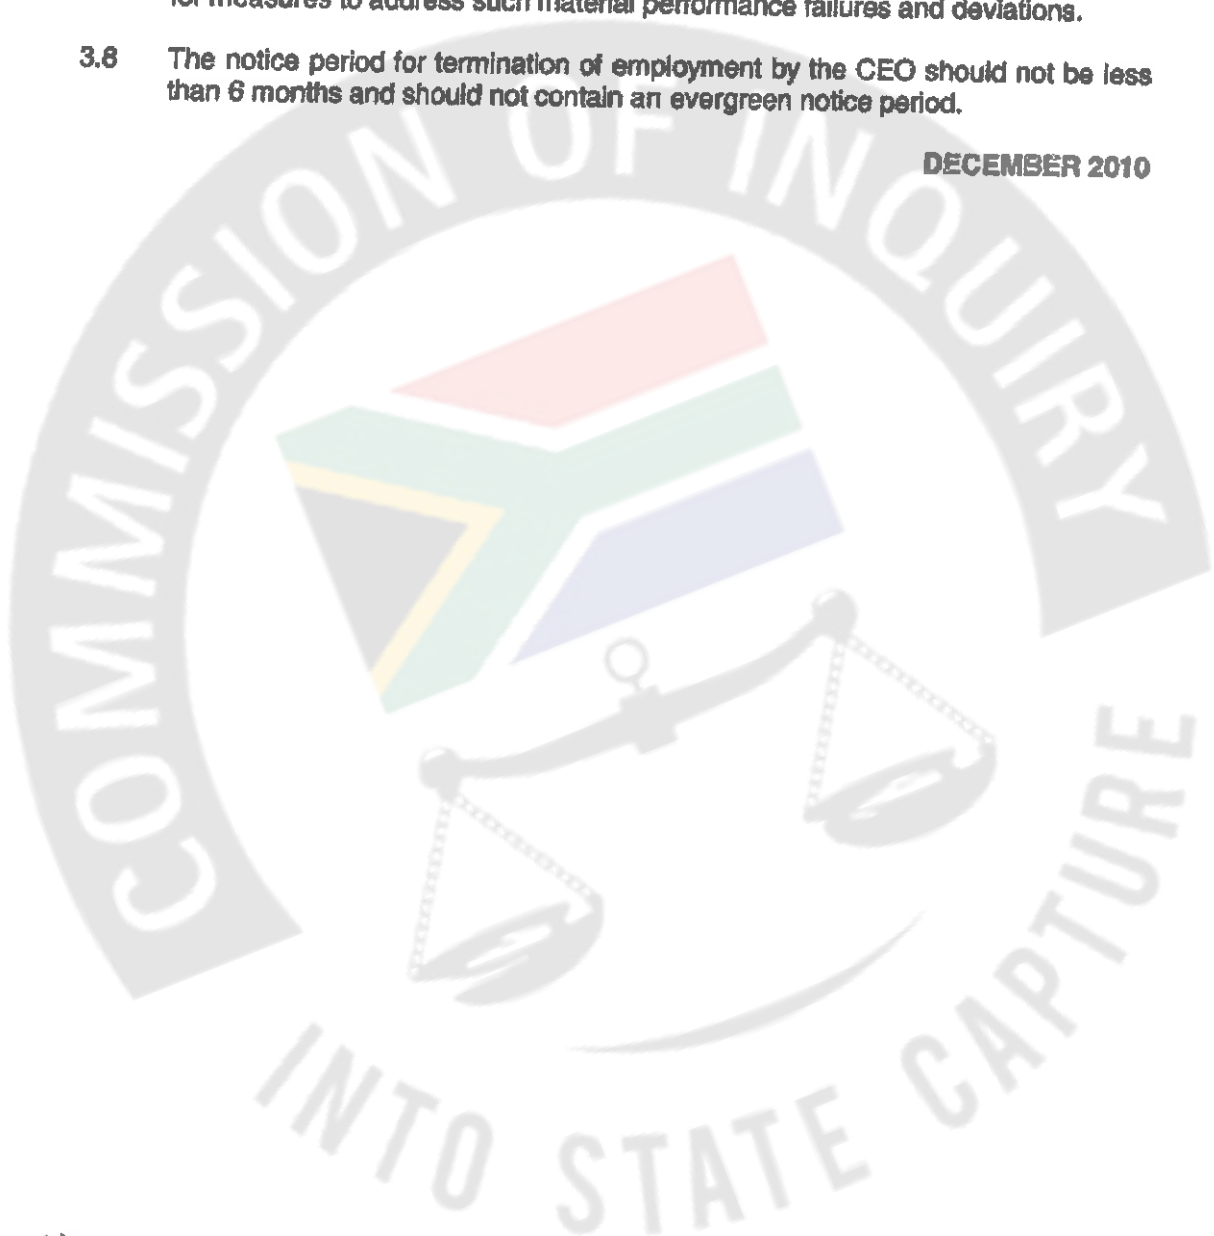 for measures to address such material performance failures and deviations.
3.8 The notice period for termination of employment by the CEO should not be less
than 6 months and should not contain an evergreen notice period.
DECEMBER 2010
COMMISSION OF INQUIRY
INTO STATE CAPTURE